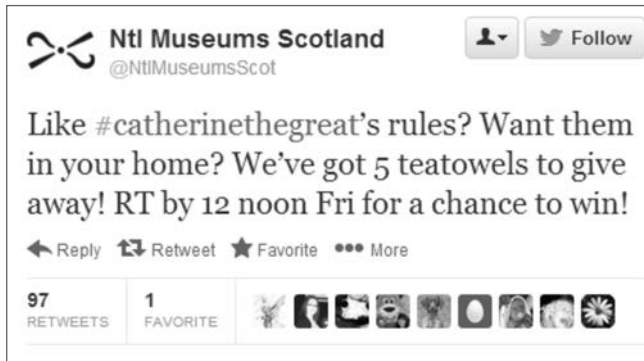 Ntl Museums Scotland
Follow
@NtlMuseumsScot
Like #catherinethegreat's rules? Want them
in your home? We've got 5 teatowels to give
away! RT by 12 noon Fri for a chance to win!
Reply Retweet Favorite More
97 1
RETWEETS FAVORITE